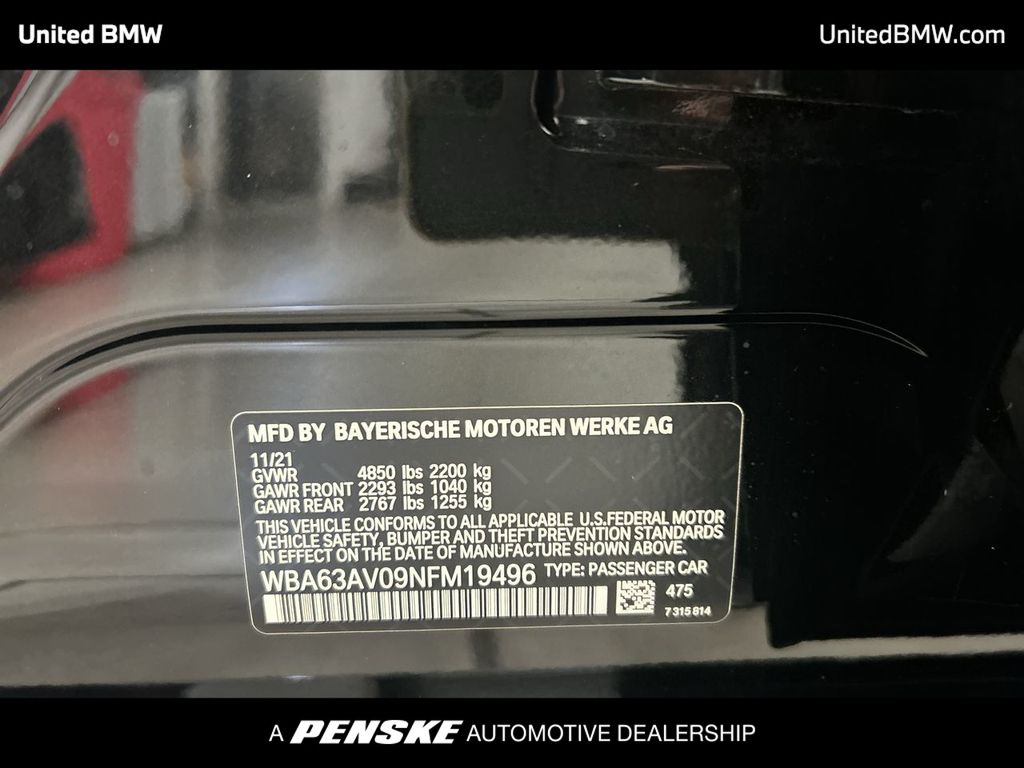 United BMW
UnitedBMW.com
MFD BY BAYERISCHE MOTOREN WERKE AG
11/21
GVWR 4850 lbs 2200 kg
GAWR FRONT 2293 lbs 1040 kg
GAWR REAR 2767 lbs 1255 kg
THIS VEHICLE CONFORMS TO ALL APPLICABLE U.S.FEDERAL MOTOR
VEHICLE SAFETY, BUMPER AND THEFT PREVENTION STANDARDS
IN EFFECT ON THE DATE OF MANUFACTURE SHOWN ABOVE.
WBA63AV09NFM19496 TYPE: PASSENGER CAR
475
7 315 814
A PENSKE AUTOMOTIVE DEALERSHIP